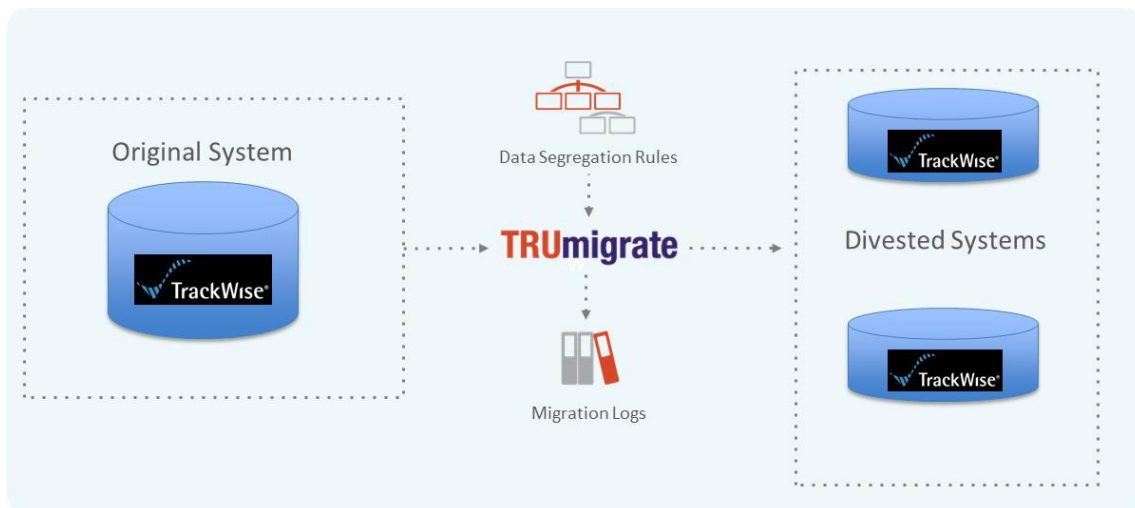 Original System
TrackWise®
Data Segregation Rules
TRUmigrate
Migration Logs
TrackWise®
Divested Systems
TrackWise®